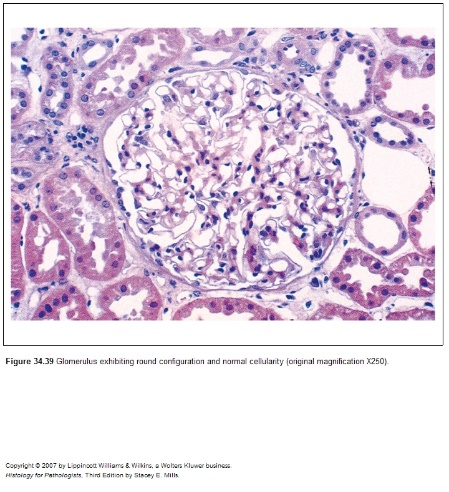 Figure 34.39 Glomerulus exhibiting round configuration and normal cellularity (original magnification X250).
Copyright © 2007 by Lippincott Williams & Wilkins, a Wolters Kluwer business.
Histology for Pathologists, Third Edition by Stacey E. Mills